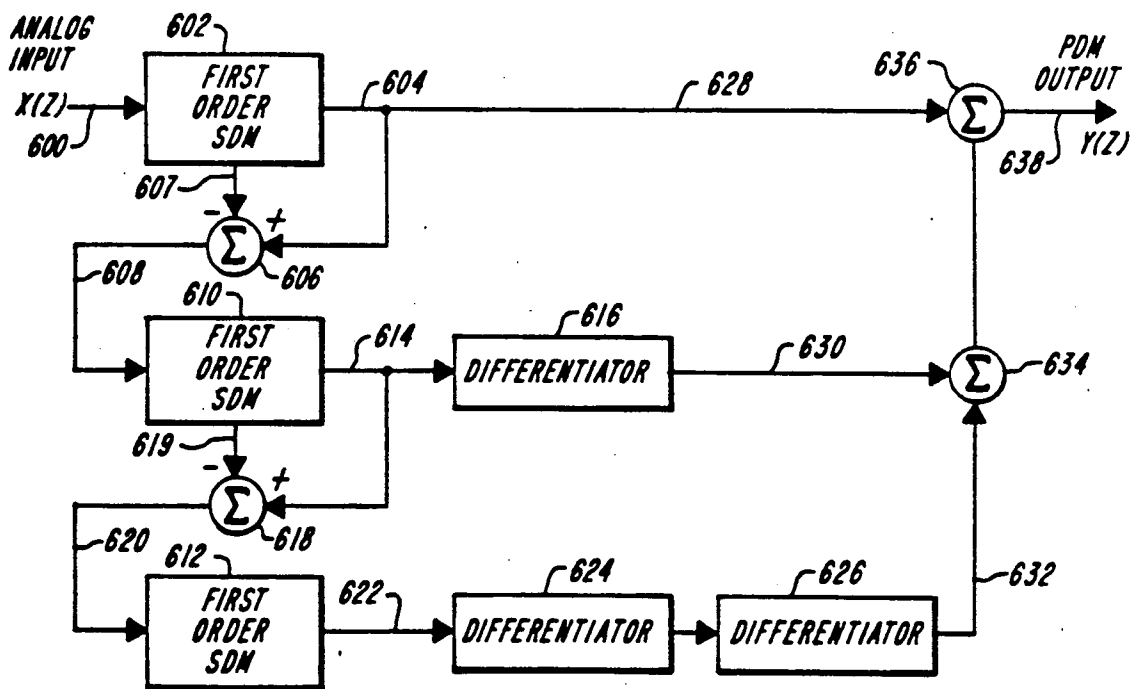 ANALOG
INPUT
X(Z)
600
602
FIRST
ORDER
SDM
604
628
636
Σ
PDM
OUTPUT
Y(Z)
638
607
-
+
Σ
606
608
610
FIRST
ORDER
SDM
614
616
DIFFERENTIATOR
630
Σ
634
619
-
+
Σ
618
620
612
FIRST
ORDER
SDM
622
624
DIFFERENTIATOR
626
DIFFERENTIATOR
632